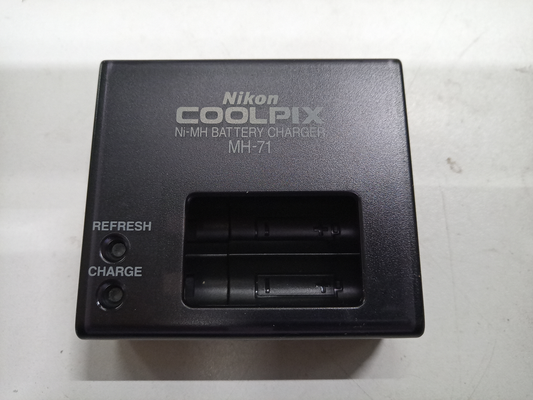 Nikon
COOLPIX
Ni-MH BATTERY CHARGER
MH-71
REFRESH
CHARGE